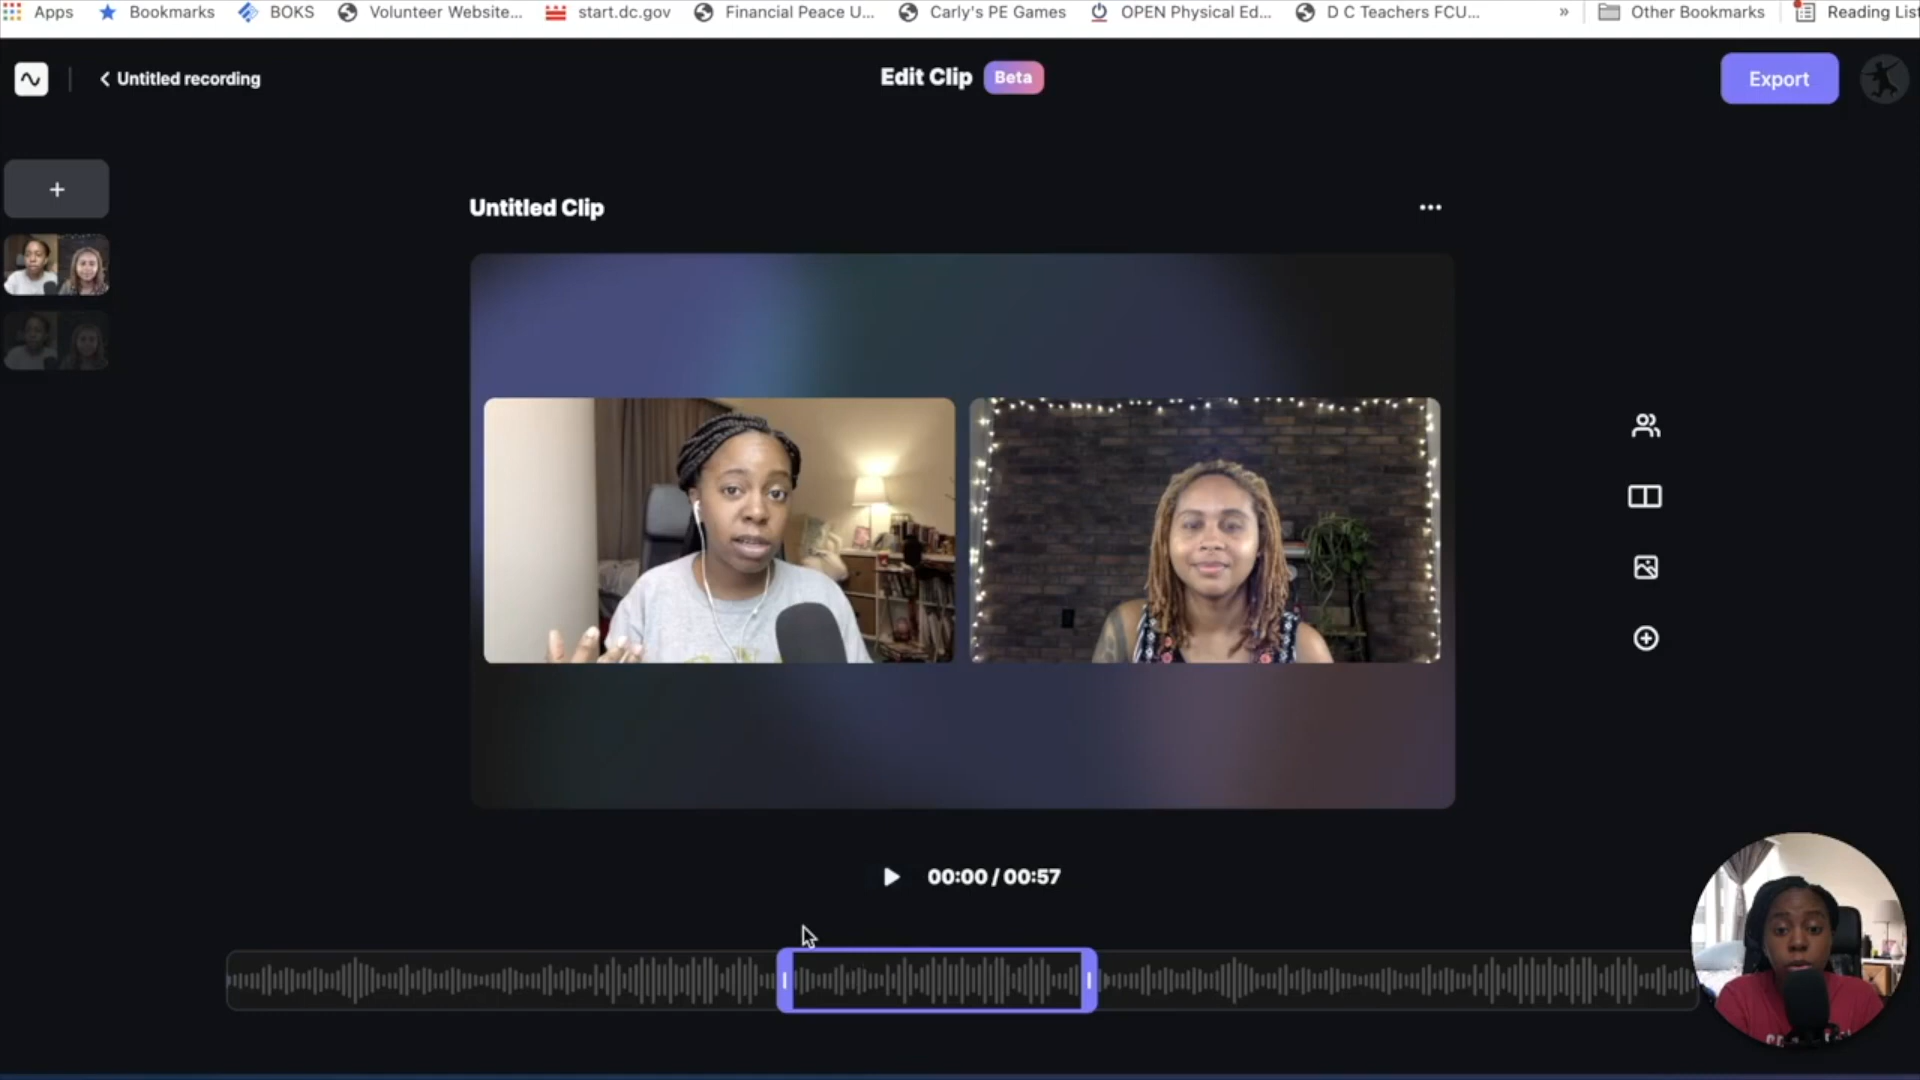 Apps Bookmarks BOKS Volunteer Website... start.dc.gov Financial Peace U... Carly's PE Games OPEN Physical Ed... D C Teachers FCU... » Other Bookmarks Reading List
Untitled recording Edit Clip Beta Export
Untitled Clip
00:00 / 00:57